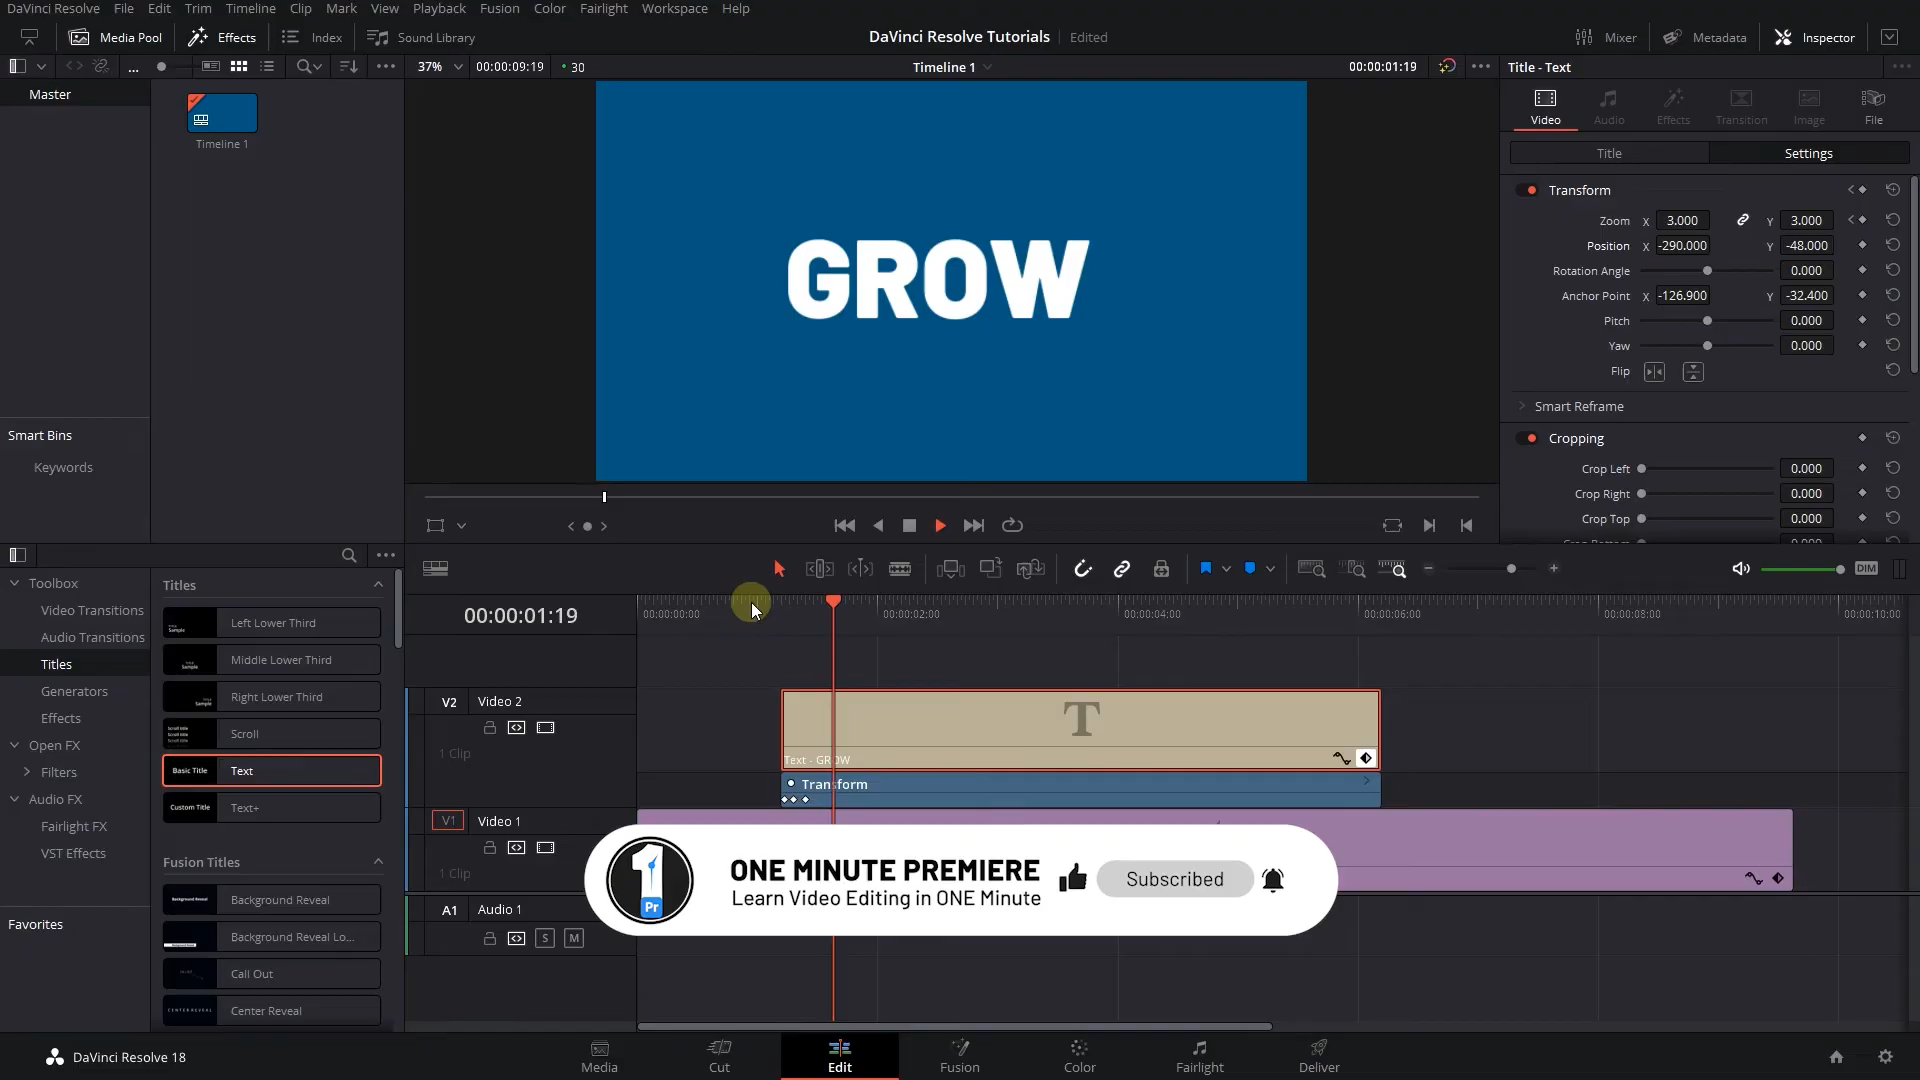 DaVinci Resolve File Edit Trim Timeline Clip Mark View Playback Fusion Color Fairlight Workspace Help
Media Pool Effects Index Sound Library DaVinci Resolve Tutorials Edited Mixer Metadata Inspector
37% 00:00:09:19 30 Timeline 1 00:00:01:19 Title - Text
Master
Timeline 1
Video Audio Effects Transition Image File
Title Settings
GROW
Transform
Zoom X 3.000 Y 3.000
Position X -290.000 Y -48.000
Rotation Angle 0.000
Anchor Point X -126.900 Y -32.400
Pitch 0.000
Yaw 0.000
Flip
Smart Reframe
Cropping
Crop Left 0.000
Crop Right 0.000
Crop Top 0.000
Smart Bins
Keywords
DIM
Toolbox
Video Transitions
Audio Transitions
Titles
Generators
Effects
Open FX
Filters
Audio FX
Fairlight FX
VST Effects
Favorites
Titles
Left Lower Third
Middle Lower Third
Right Lower Third
Scroll
Basic Title Text
Custom Title Text+
Fusion Titles
Background Reveal
Background Reveal Lo...
Call Out
CENTER REVEAL Center Reveal
00:00:01:19
00:00:00:00 00:00:02:00 00:00:04:00 00:00:06:00 00:00:08:00 00:00:10:00
V2 Video 2
1 Clip
T
Text - GROW
Transform
V1 Video 1
1 Clip
A1 Audio 1
S M
1
Pr
ONE MINUTE PREMIERE
Learn Video Editing in ONE Minute
Subscribed
DaVinci Resolve 18
Media Cut Edit Fusion Color Fairlight Deliver